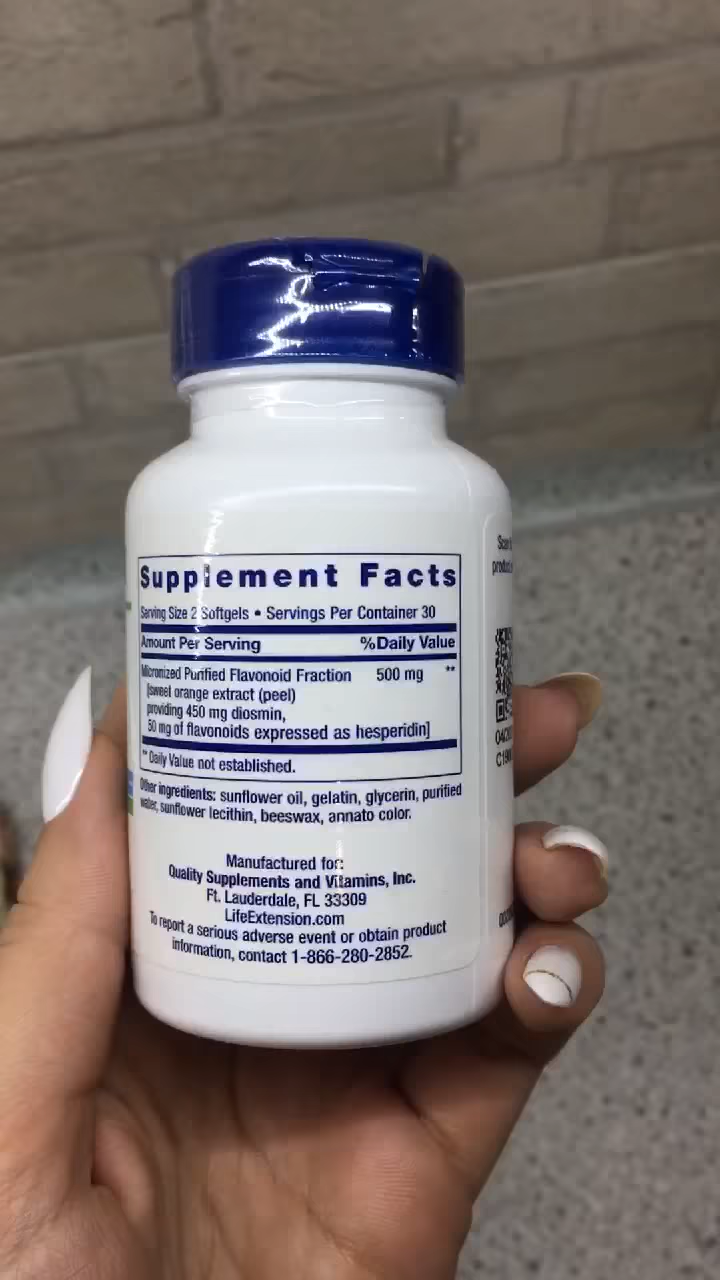 Supplement Facts
Serving Size 2 Softgels • Servings Per Container 30
Amount Per Serving %Daily Value
Micronized Purified Flavonoid Fraction 500 mg **
[sweet orange extract (peel)
providing 450 mg diosmin,
50 mg of flavonoids expressed as hesperidin]
** Daily Value not established.
Other ingredients: sunflower oil, gelatin, glycerin, purified
water, sunflower lecithin, beeswax, annato color.
Manufactured for:
Quality Supplements and Vitamins, Inc.
Ft. Lauderdale, FL 33309
LifeExtension.com
To report a serious adverse event or obtain product
information, contact 1-866-280-2852.
Scan